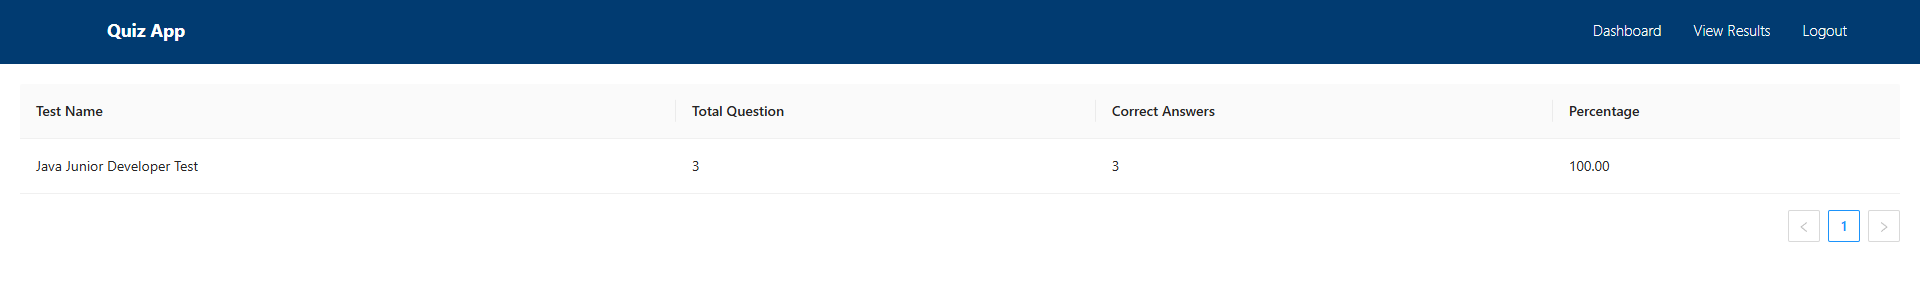 Quiz App Dashboard View Results Logout
Test Name Total Question Correct Answers Percentage
Java Junior Developer Test 3 3 100.00
< 1 >